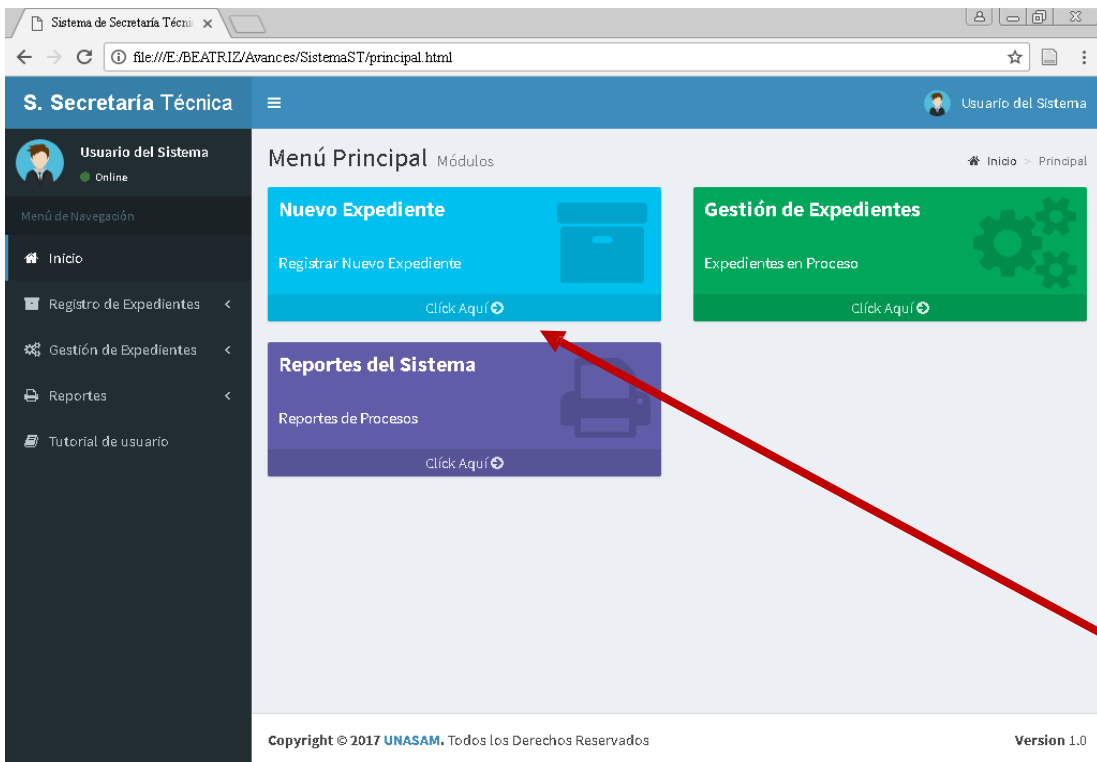 Sistema de Secretaría Técni
file:///E:/BEATRIZ/Avances/SistemaST/principal.html
S. Secretaría Técnica
Usuario del Sistema
Usuario del Sistema
Online
Menú de Navegación
Inicio
Registro de Expedientes
Gestión de Expedientes
Reportes
Tutorial de usuario
Menú Principal Módulos
Inicio > Principal
Nuevo Expediente
Registrar Nuevo Expediente
Click Aquí
Gestión de Expedientes
Expedientes en Proceso
Click Aquí
Reportes del Sistema
Reportes de Procesos
Click Aquí
Copyright © 2017 UNASAM. Todos los Derechos Reservados
Version 1.0